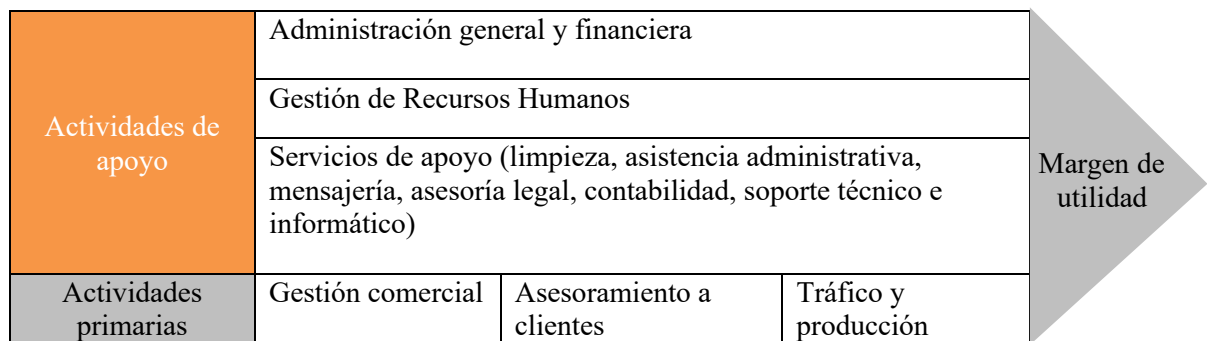 Actividades de
apoyo
Administración general y financiera
Gestión de Recursos Humanos
Servicios de apoyo (limpieza, asistencia administrativa,
mensajería, asesoría legal, contabilidad, soporte técnico e
informático)
Margen de
utilidad
Actividades
primarias
Gestión comercial
Asesoramiento a
clientes
Tráfico y
producción